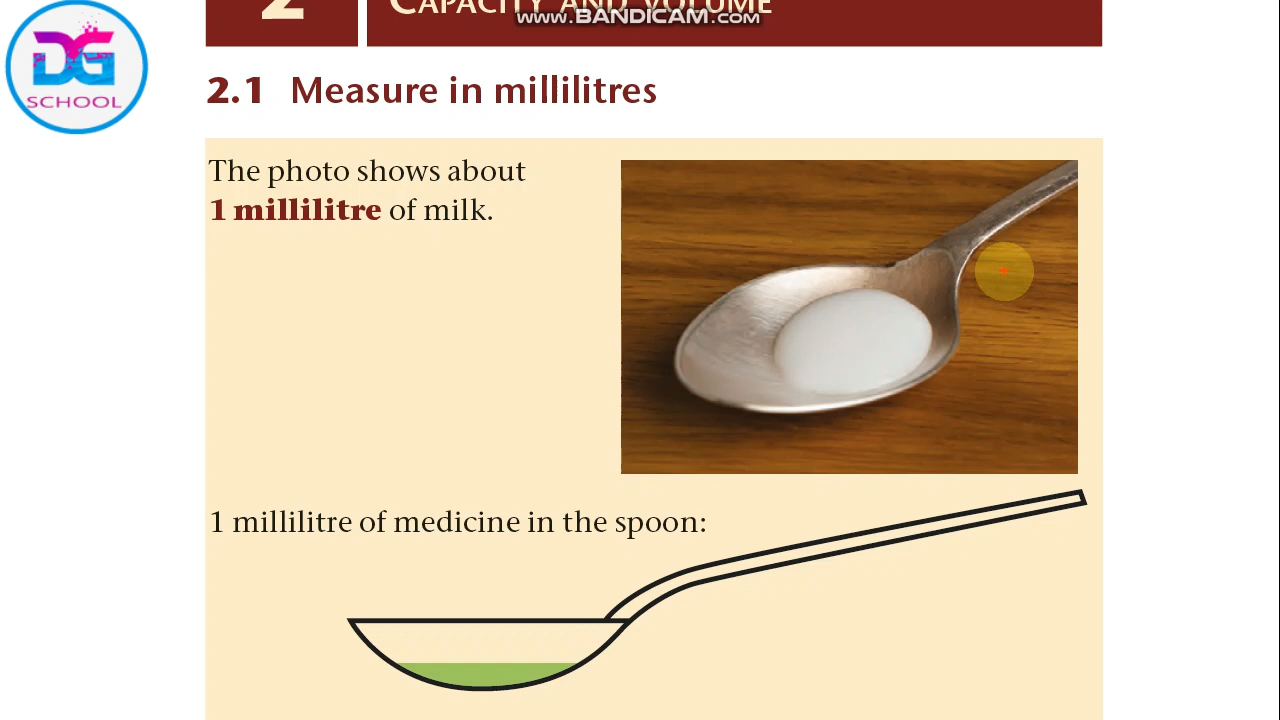 2 CAPACITY AND VOLUME
www.BANDICAM.com
DG
SCHOOL
2.1 Measure in millilitres
The photo shows about
1 millilitre of milk.
1 millilitre of medicine in the spoon: